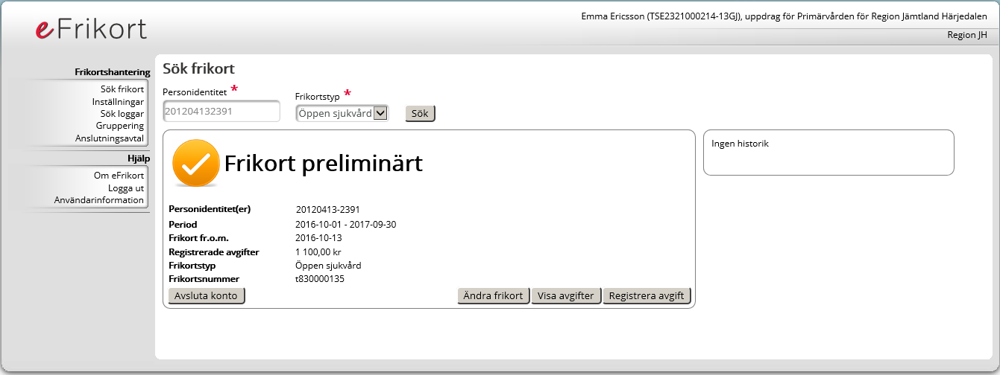 Emma Ericsson (TSE2321000214-13GJ), uppdrag för Primärvården för Region Jämtland Härjedalen
Region JH
eFrikort
Frikortshantering
Sök frikort
Inställningar
Sök loggar
Gruppering
Anslutningsavtal
Hjälp
Om eFrikort
Logga ut
Användarinformation
Sök frikort
Personidentitet *
Frikortstyp *
201204132391
Öppen sjukvård
Sök
Frikort preliminärt
Personidentitet(er) 20120413-2391
Period 2016-10-01 - 2017-09-30
Frikort fr.o.m. 2016-10-13
Registrerade avgifter 1 100,00 kr
Frikortstyp Öppen sjukvård
Frikortsnummer t830000135
Avsluta konto Ändra frikort Visa avgifter Registrera avgift
Ingen historik